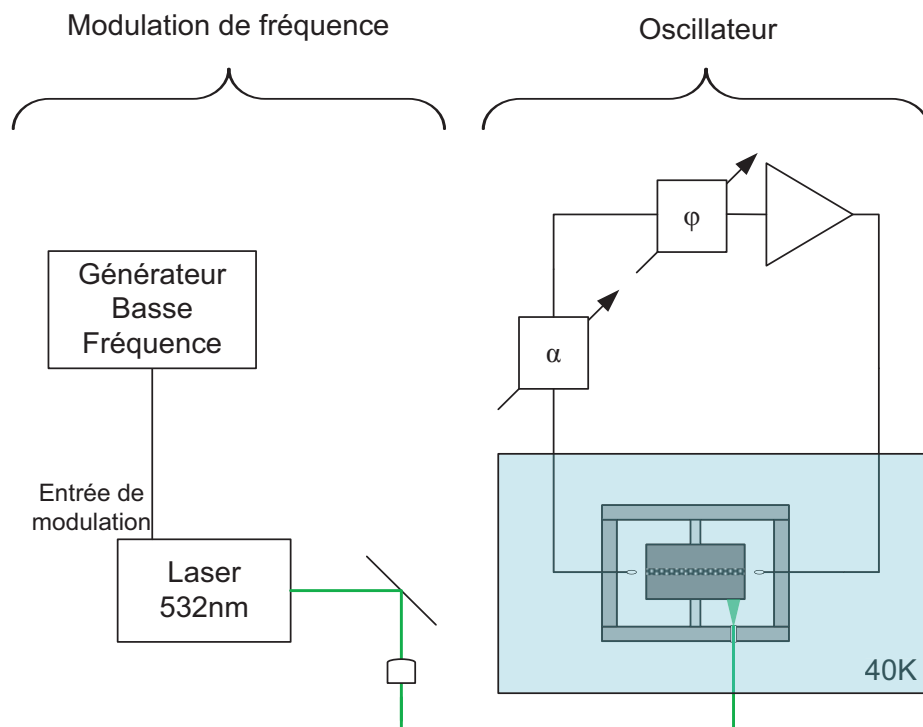 Modulation de fréquence
Oscillateur
φ
Générateur
Basse
Fréquence
α
Entrée de
modulation
Laser
532nm
40K